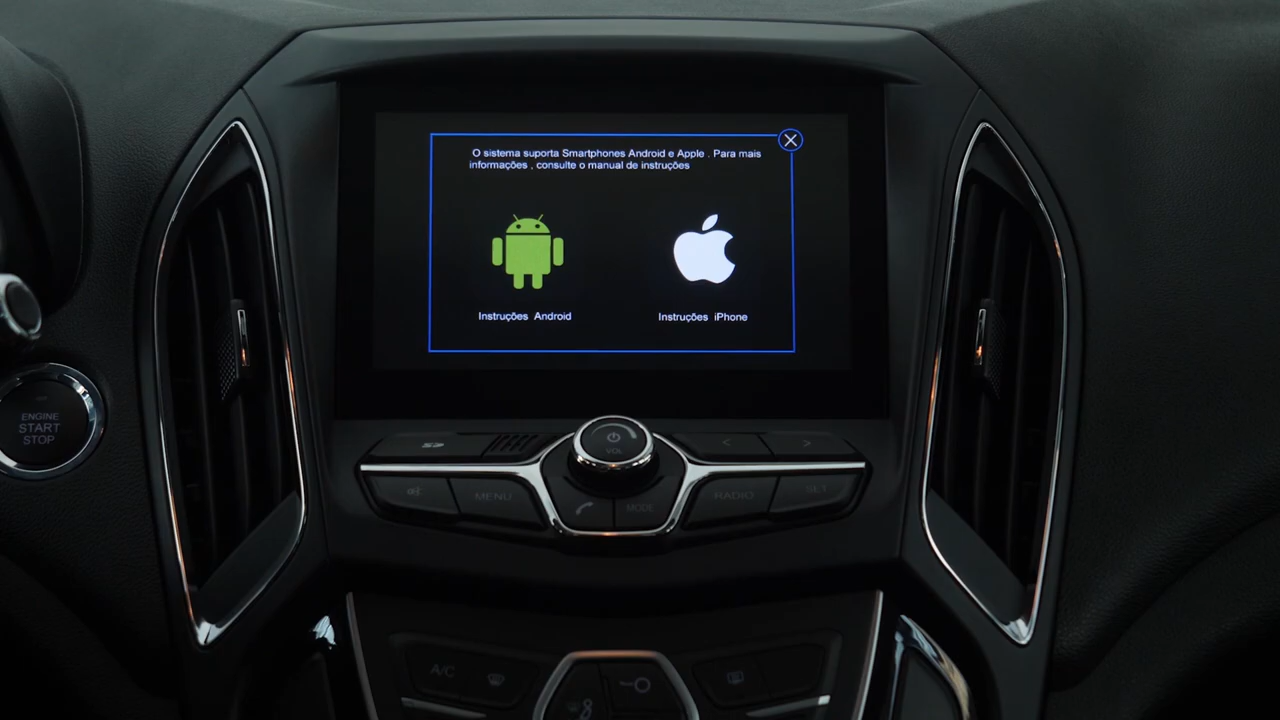 O sistema suporta Smartphones Android e Apple . Para mais
informações , consulte o manual de instruções
Instruções Android
Instruções iPhone
ENGINE
START
STOP
VOL
< >
MENU
MODE
RADIO
SET
A/C